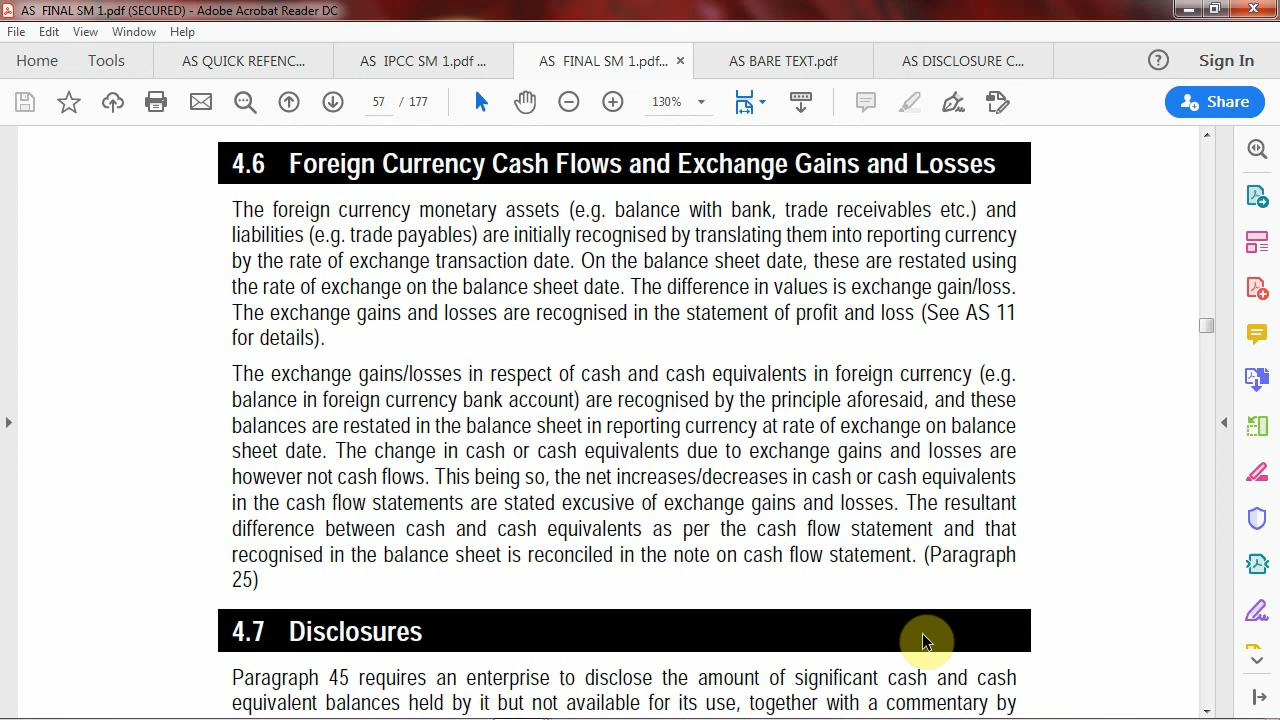 AS FINAL SM 1.pdf (SECURED) - Adobe Acrobat Reader DC
File Edit View Window Help
Home Tools AS QUICK REFENC... AS IPCC SM 1.pdf ... AS FINAL SM 1.pdf... × AS BARE TEXT.pdf AS DISCLOSURE C... ? Sign In
57 / 177 130% Share
4.6 Foreign Currency Cash Flows and Exchange Gains and Losses
The foreign currency monetary assets (e.g. balance with bank, trade receivables etc.) and
liabilities (e.g. trade payables) are initially recognised by translating them into reporting currency
by the rate of exchange transaction date. On the balance sheet date, these are restated using
the rate of exchange on the balance sheet date. The difference in values is exchange gain/loss.
The exchange gains and losses are recognised in the statement of profit and loss (See AS 11
for details).
The exchange gains/losses in respect of cash and cash equivalents in foreign currency (e.g.
balance in foreign currency bank account) are recognised by the principle aforesaid, and these
balances are restated in the balance sheet in reporting currency at rate of exchange on balance
sheet date. The change in cash or cash equivalents due to exchange gains and losses are
however not cash flows. This being so, the net increases/decreases in cash or cash equivalents
in the cash flow statements are stated excusive of exchange gains and losses. The resultant
difference between cash and cash equivalents as per the cash flow statement and that
recognised in the balance sheet is reconciled in the note on cash flow statement. (Paragraph
25)
4.7 Disclosures
Paragraph 45 requires an enterprise to disclose the amount of significant cash and cash
equivalent balances held by it but not available for its use, together with a commentary by